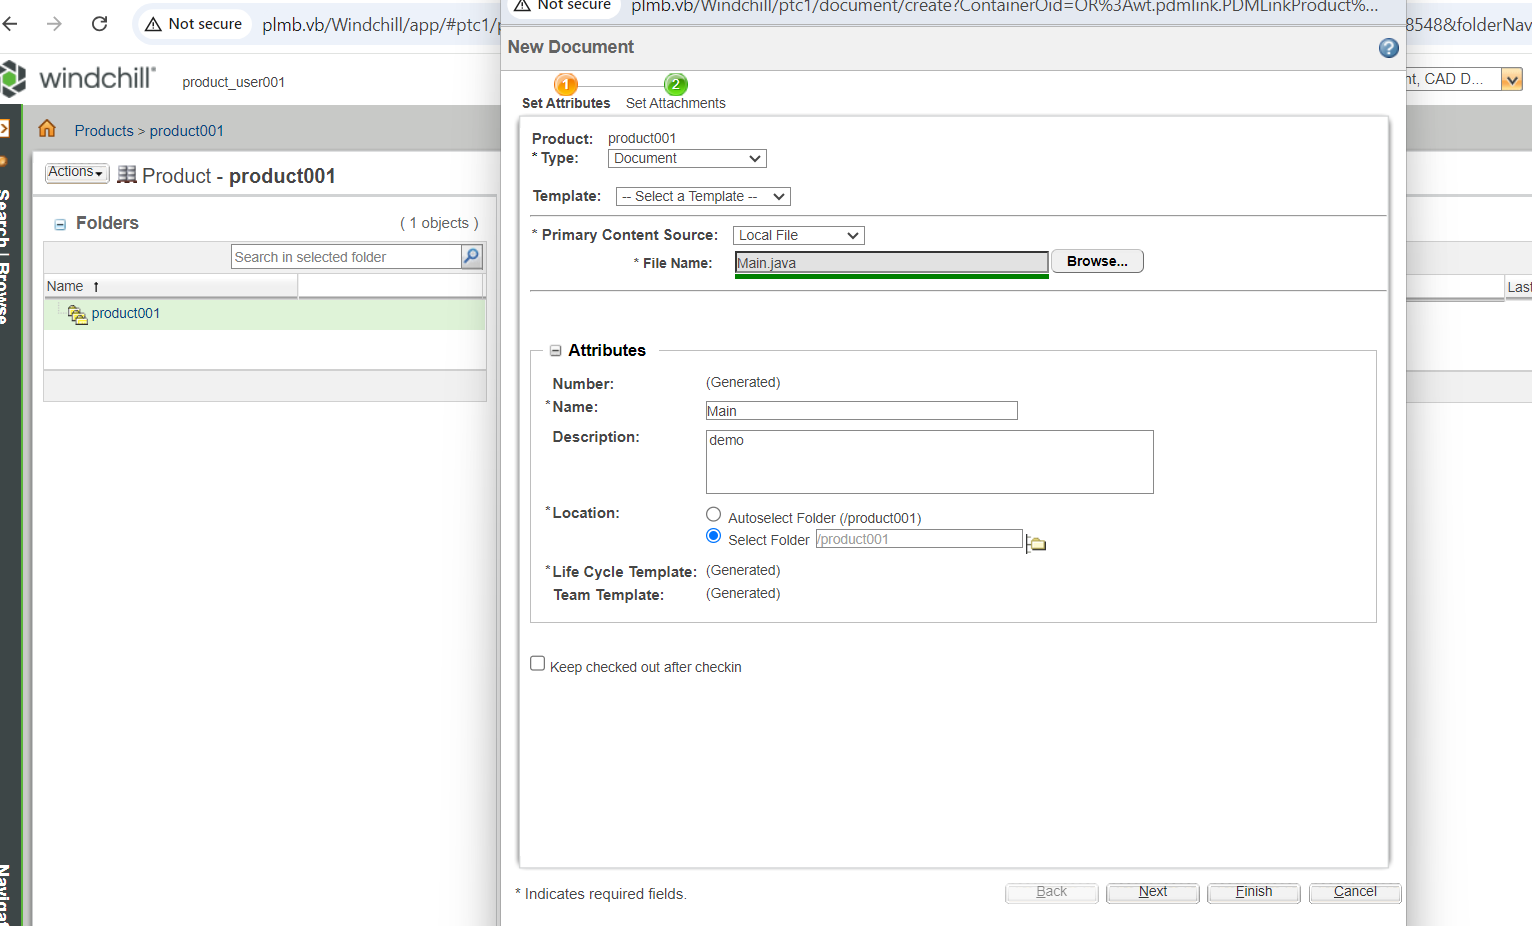 Not secure
plmb.vb/Windchill/app/#ptc1/
windchill
product_user001
Products > product001
Actions
Product - product001
Folders
( 1 objects )
Search in selected folder
Name ↑
product001
Search | Browse
Not secure
plmb.vb/Windchill/ptc1/document/create?ContainerOid=OR%3Awt.pdmlink.PDMLinkProduct%...
New Document
?
1
2
Set Attributes
Set Attachments
Product: product001
* Type: Document
Template: -- Select a Template --
* Primary Content Source: Local File
* File Name: Main.java
Browse...
Attributes
Number: (Generated)
* Name: Main
Description: demo
* Location:
Autoselect Folder (/product001)
Select Folder /product001
* Life Cycle Template: (Generated)
Team Template: (Generated)
Keep checked out after checkin
* Indicates required fields.
Back
Next
Finish
Cancel
8548&folderNav
CAD D...
Last